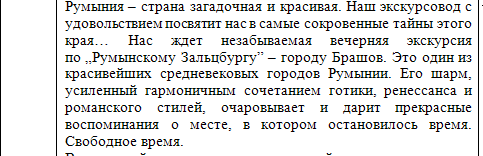 Румыния – страна загадочная и красивая. Наш экскурсовод с
удовольствием посвятит нас в самые сокровенные тайны этого
края… Нас ждет незабываемая вечерняя экскурсия
по „Румынскому Зальцбургу” – городу Брашов. Это один из
красивейших средневековых городов Румынии. Его шарм,
усиленный гармоничным сочетанием готики, ренессанса и
романского стилей, очаровывает и дарит прекрасные
воспоминания о месте, в котором остановилось время.
Свободное время.